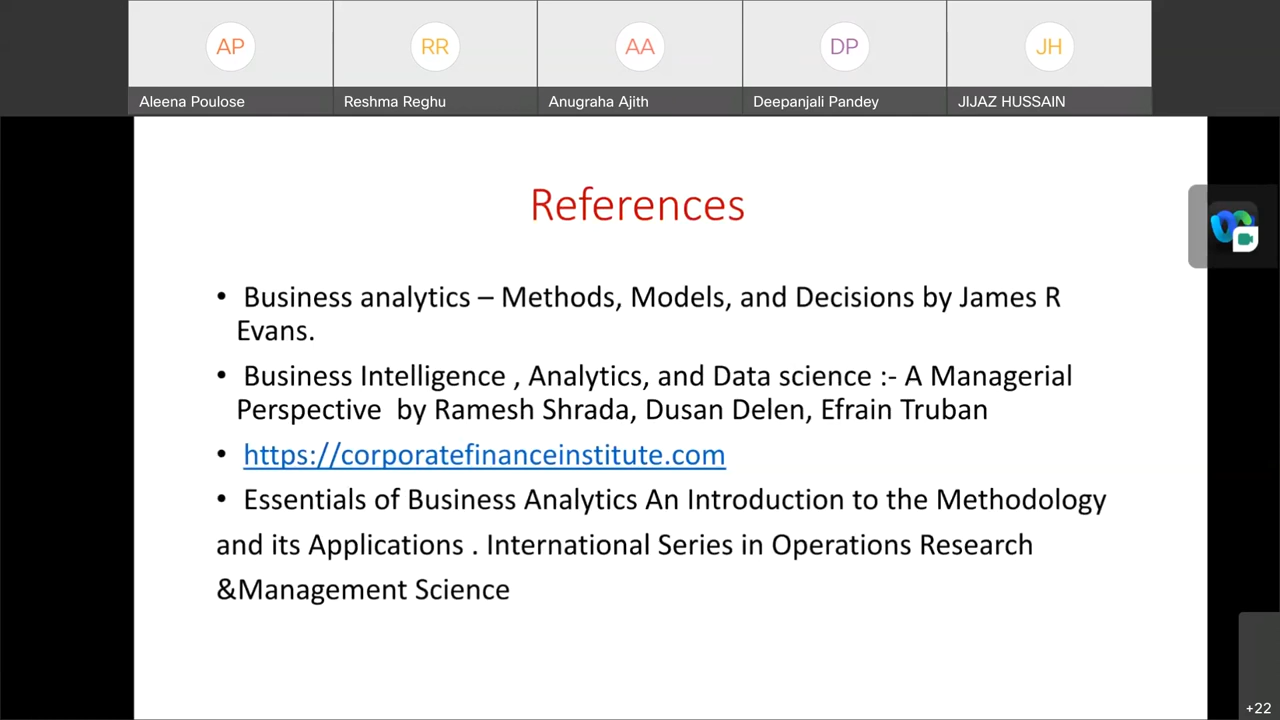 AP RR AA DP JH
Aleena Poulose Reshma Reghu Anugraha Ajith Deepanjali Pandey JIJAZ HUSSAIN
References
• Business analytics – Methods, Models, and Decisions by James R
Evans.
• Business Intelligence , Analytics, and Data science :- A Managerial
Perspective by Ramesh Shrada, Dusan Delen, Efrain Truban
• https://corporatefinanceinstitute.com
• Essentials of Business Analytics An Introduction to the Methodology
and its Applications . International Series in Operations Research
&Management Science
+22